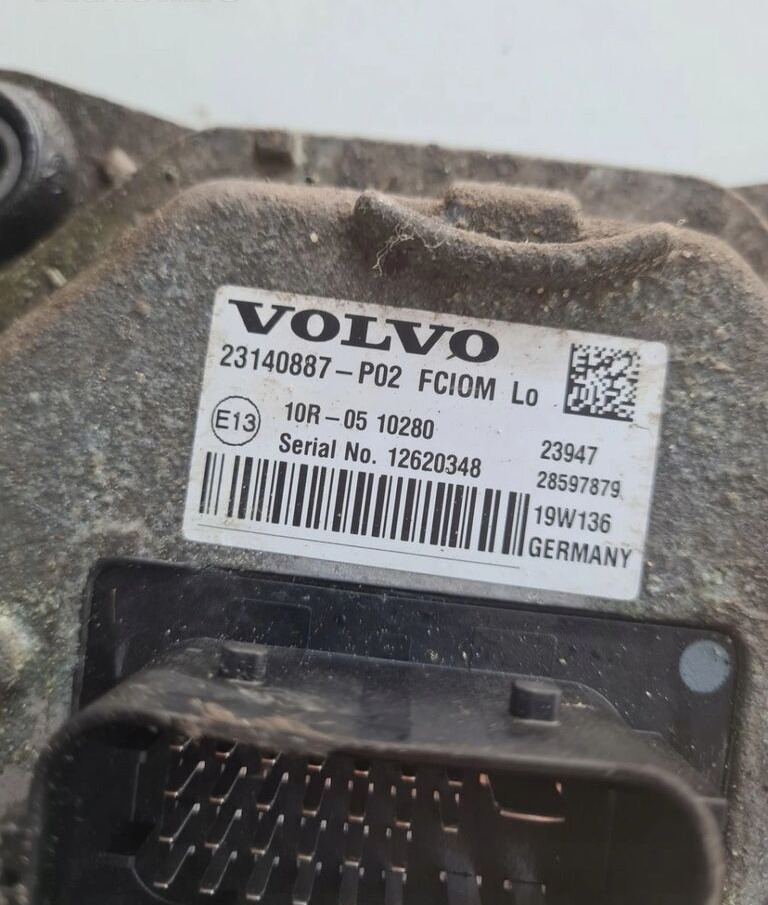 VOLVO
23140887-P02 FCIOM Lo
E13
10R-05 10280
23947
Serial No. 12620348
28597879
19W136
GERMANY